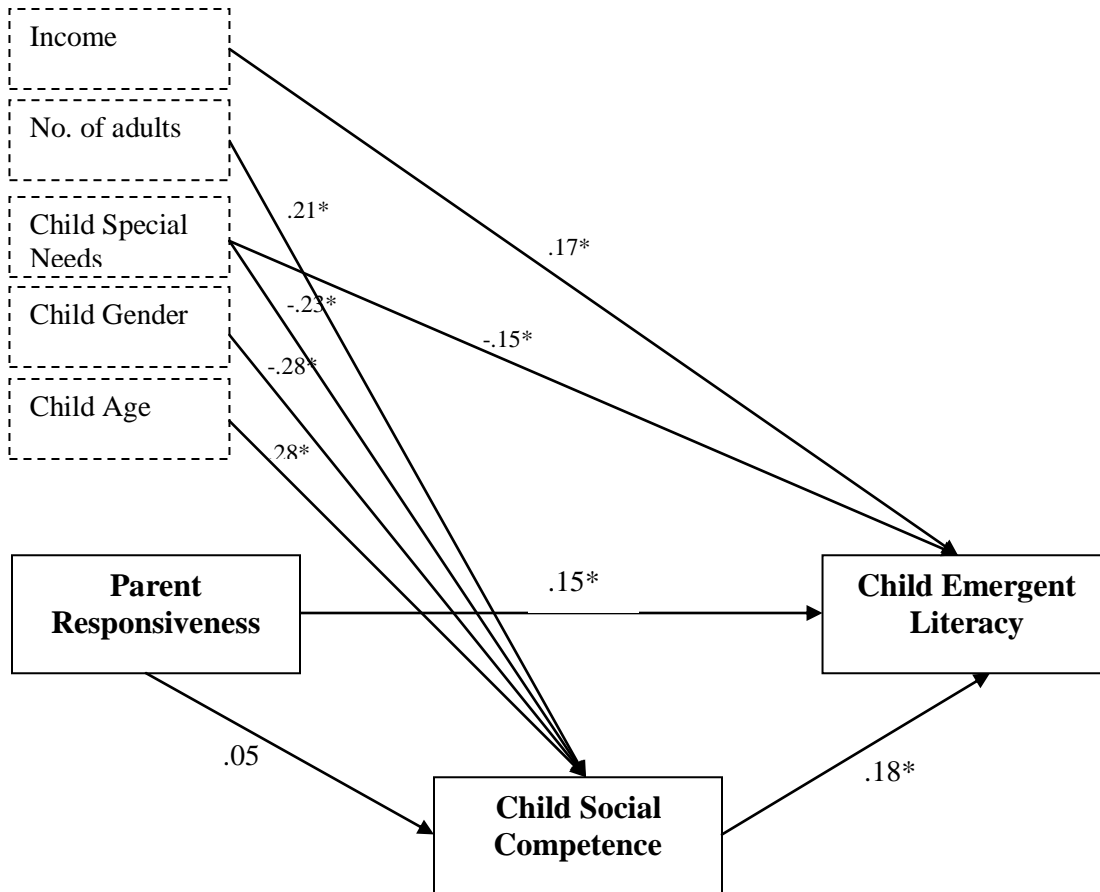 Income
No. of adults
Child Special
Needs
Child Gender
Child Age
.21*
.17*
-.23*
-.15*
-.28*
.28*
Parent
Responsiveness
.15*
Child Emergent
Literacy
.05
.18*
Child Social
Competence